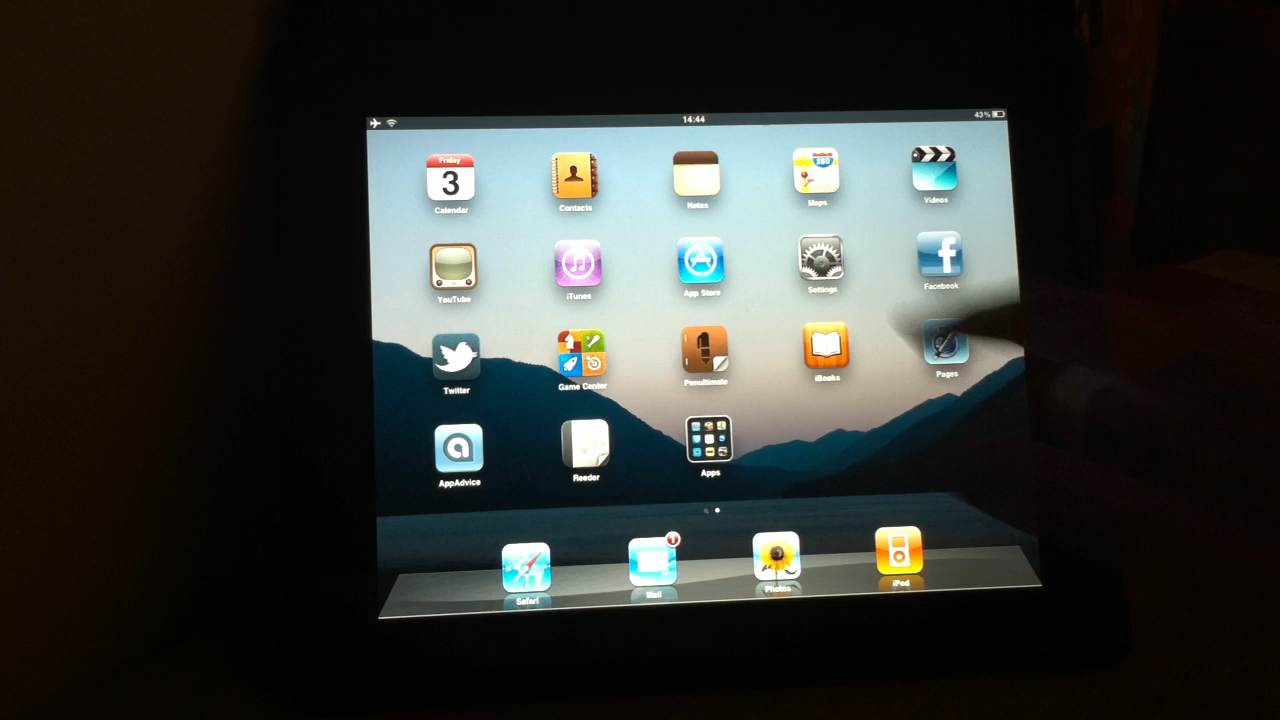 14:44
43%
Friday
3
280
Calendar
Contacts
Notes
Maps
Videos
YouTube
iTunes
App Store
Settings
Facebook
Twitter
Game Center
Penultimate
iBooks
Pages
AppAdvice
Reeder
Apps
Safari
Mail
Photos
iPod